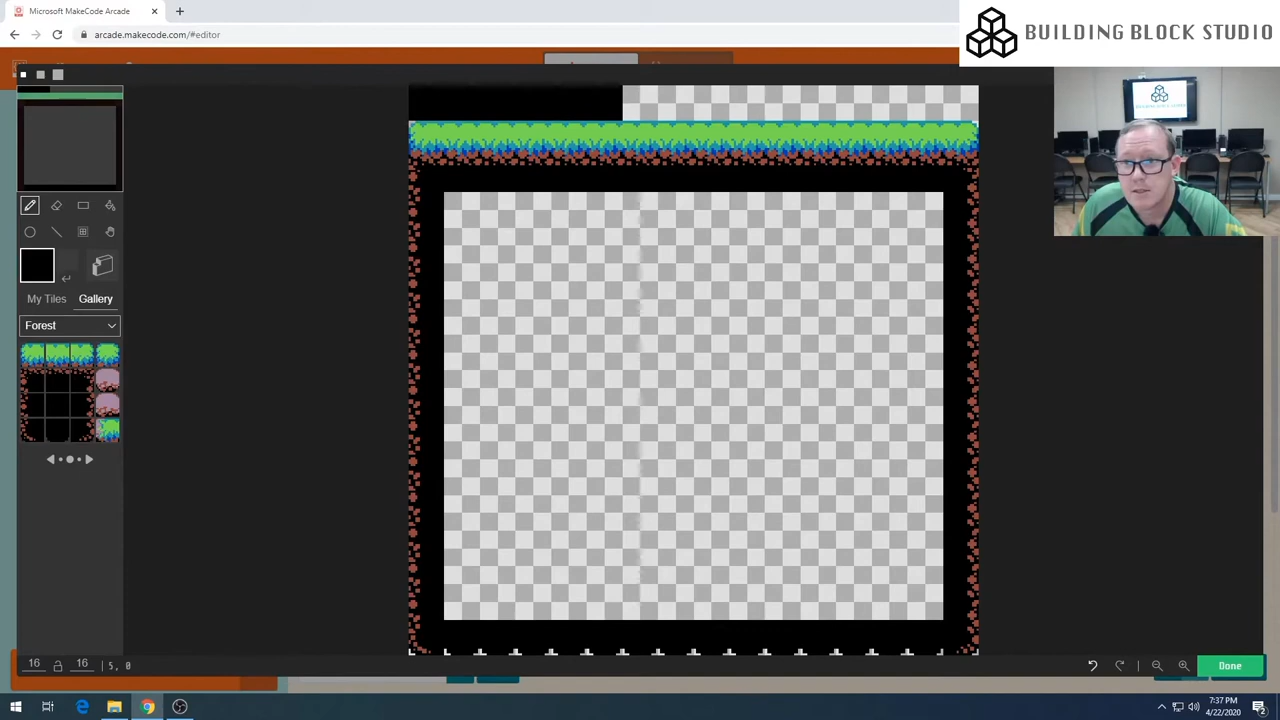 Microsoft MakeCode Arcade
arcade.makecode.com/#editor
BUILDING BLOCK STUDIO
My Tiles
Gallery
Forest
16
16
5, 0
Done
7:37 PM
4/22/2020
2